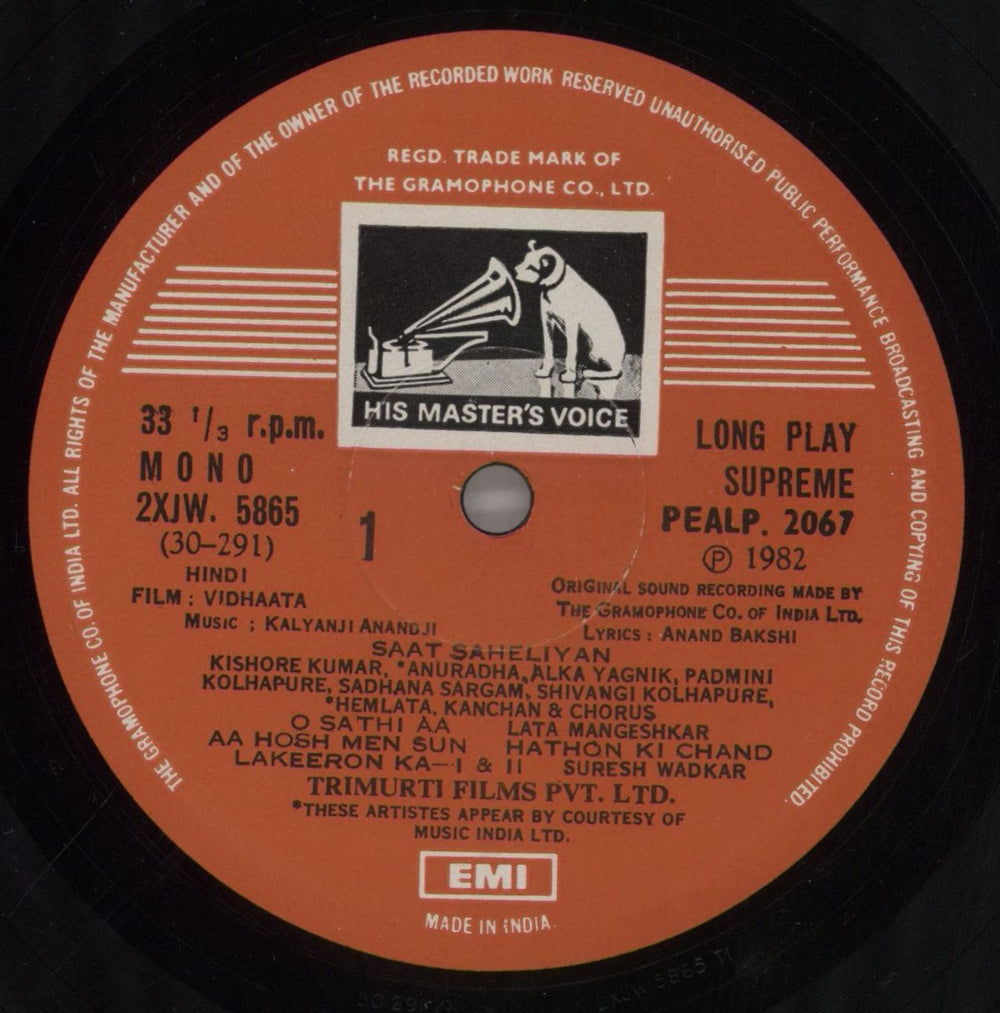 THE GRAMOPHONE CO. OF INDIA LTD. ALL RIGHTS OF THE MANUFACTURER AND OF THE OWNER OF THE RECORDED WORK RESERVED UNAUTHORISED PUBLIC PERFORMANCE BROADCASTING AND COPYING OF THIS RECORD PROHIBITED.
REGD. TRADE MARK OF
THE GRAMOPHONE CO., LTD.
HIS MASTER'S VOICE
33 1/3 r.p.m.
MONO
2XJW. 5865
(30-291)
1
LONG PLAY
SUPREME
PEALP. 2067
Ⓟ 1982
HINDI
FILM : VIDHAATA
MUSIC : KALYANJI ANANDJI
ORIGINAL SOUND RECORDING MADE BY
THE GRAMOPHONE CO. OF INDIA LTD.
LYRICS : ANAND BAKSHI
SAAT SAHELIYAN
KISHORE KUMAR, *ANURADHA, ALKA YAGNIK, PADMINI
KOLHAPURE, SADHANA SARGAM, SHIVANGI KOLHAPURE,
*HEMLATA, KANCHAN & CHORUS
O SATHI AA LATA MANGESHKAR
AA HOSH MEN SUN HATHON KI CHAND
LAKEERON KA-I & II SURESH WADKAR
TRIMURTI FILMS PVT. LTD.
*THESE ARTISTES APPEAR BY COURTESY OF
MUSIC INDIA LTD.
EMI
MADE IN INDIA
2XJW 5865 T1